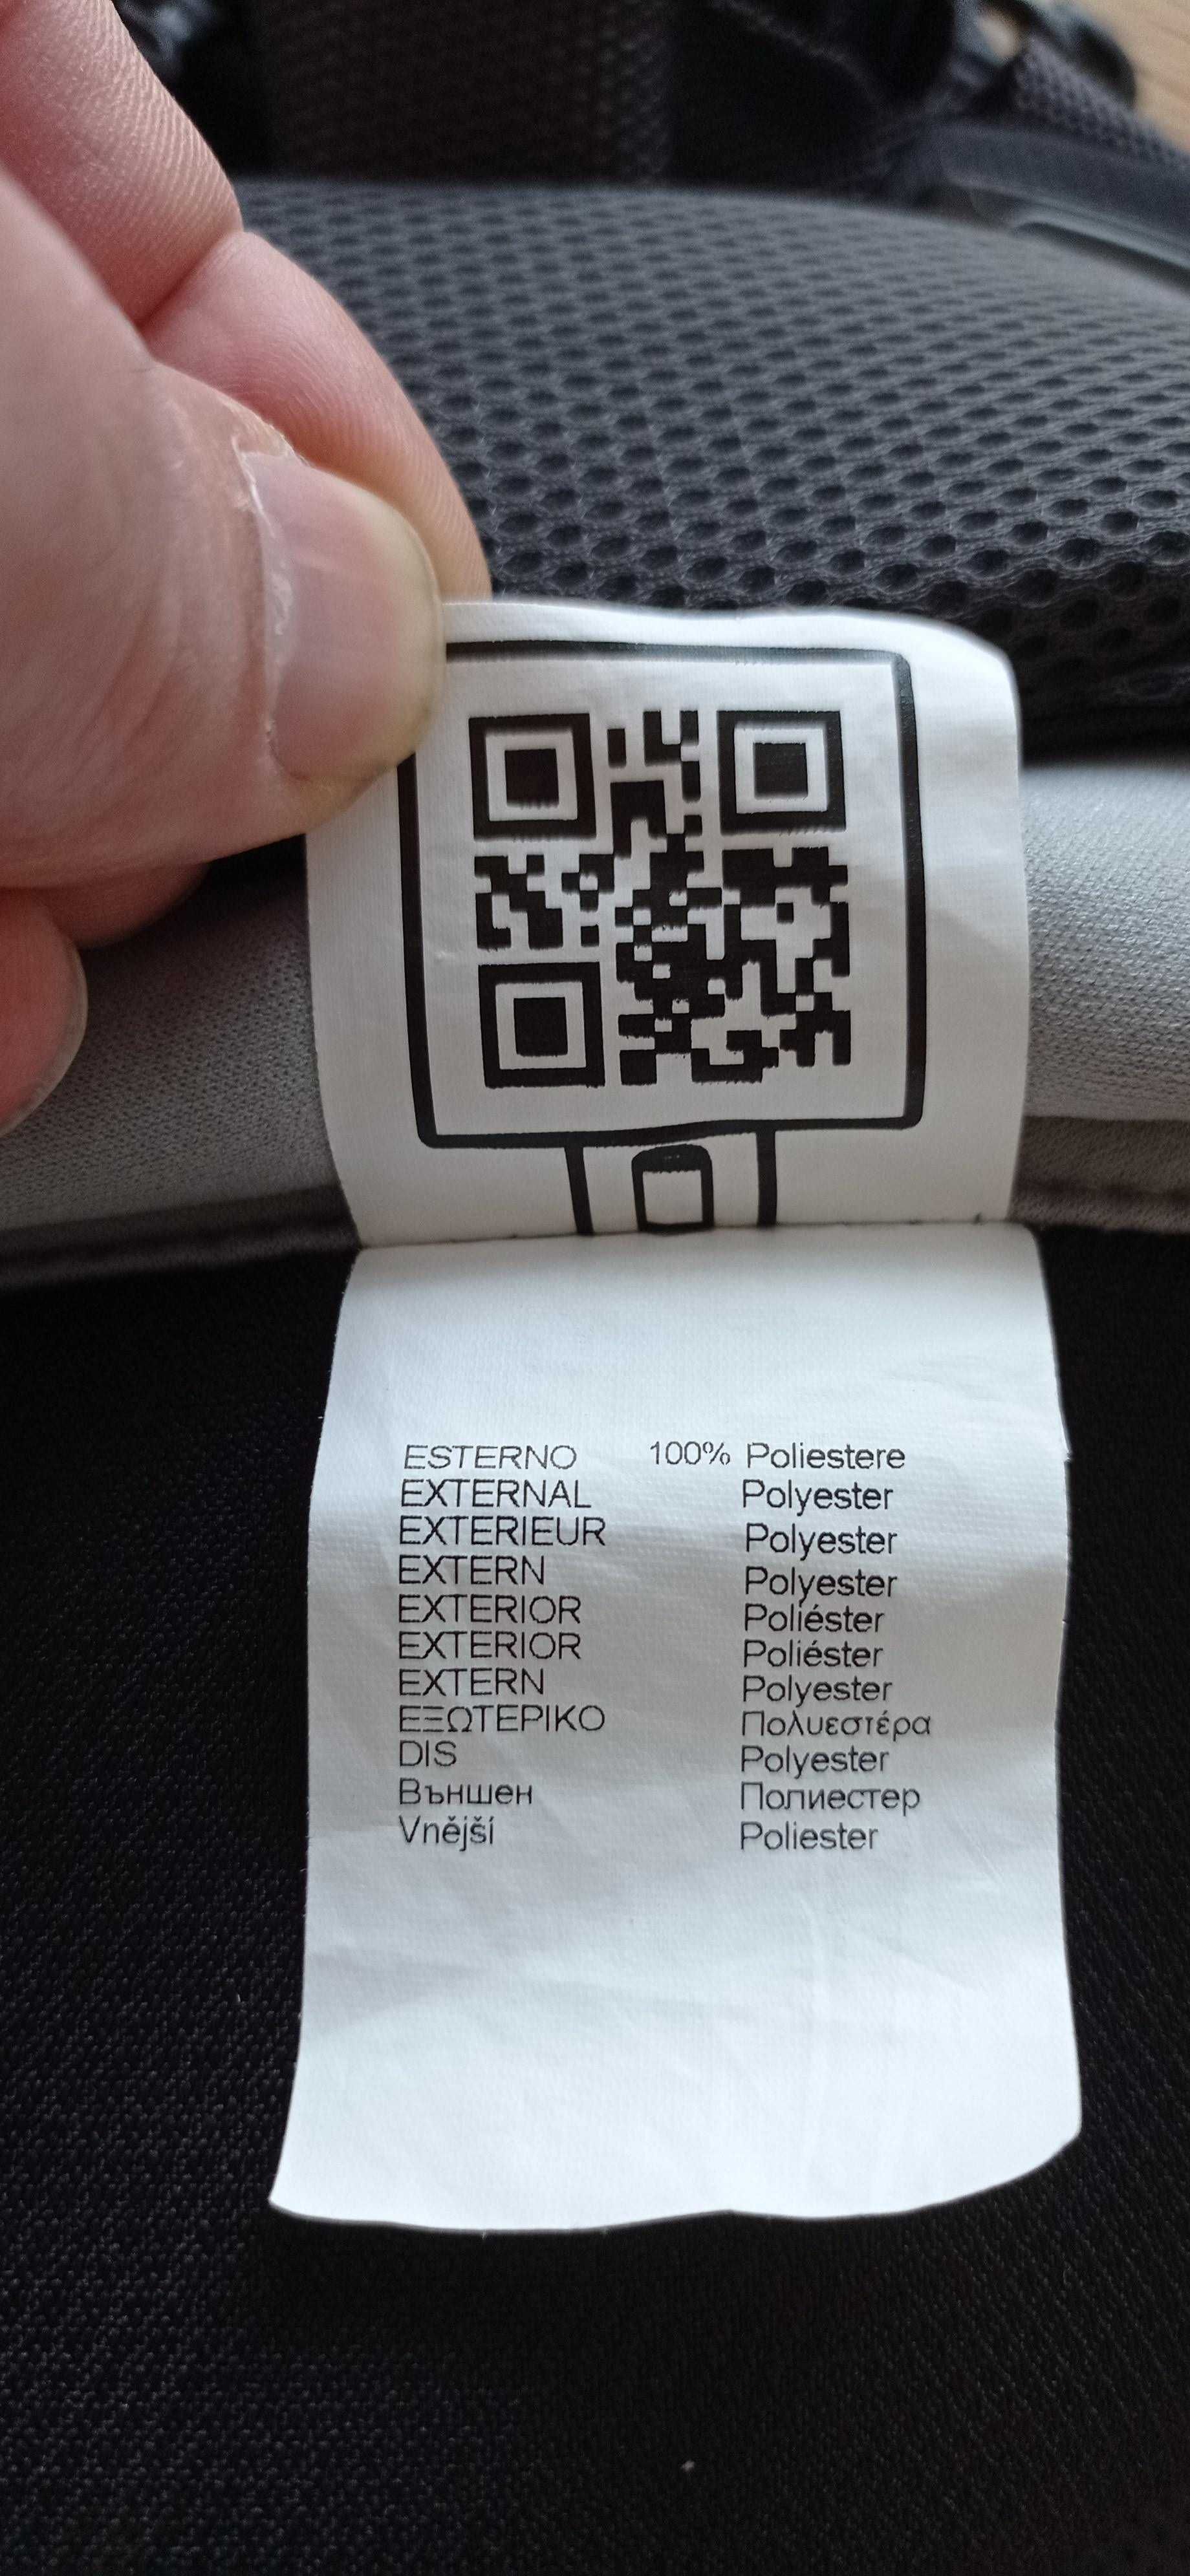 ESTERNO 100% Poliestere
EXTERNAL Polyester
EXTERIEUR Polyester
EXTERN Polyester
EXTERIOR Poliéster
EXTERIOR Poliéster
EXTERN Polyester
ΕΞΩΤΕΡΙΚΟ Πολυεστέρα
DIS Polyester
Външен Полиестер
Vnější Poliester